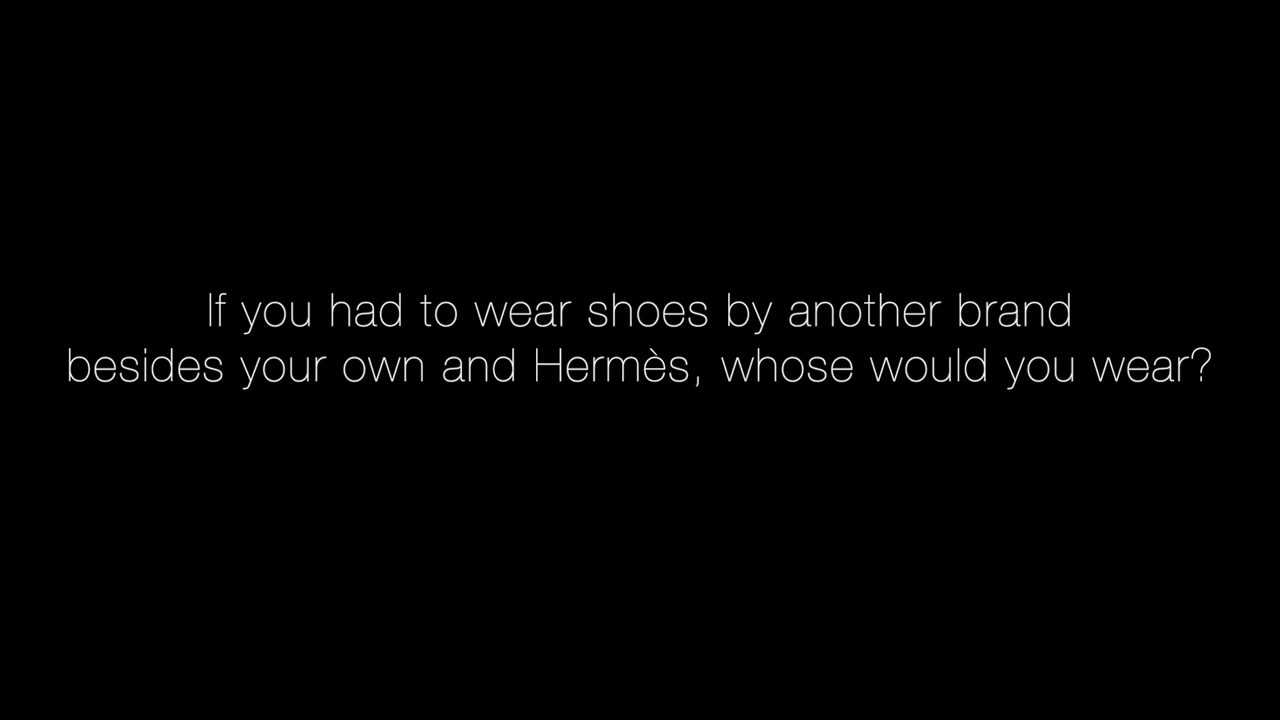 If you had to wear shoes by another brand
besides your own and Hermès, whose would you wear?